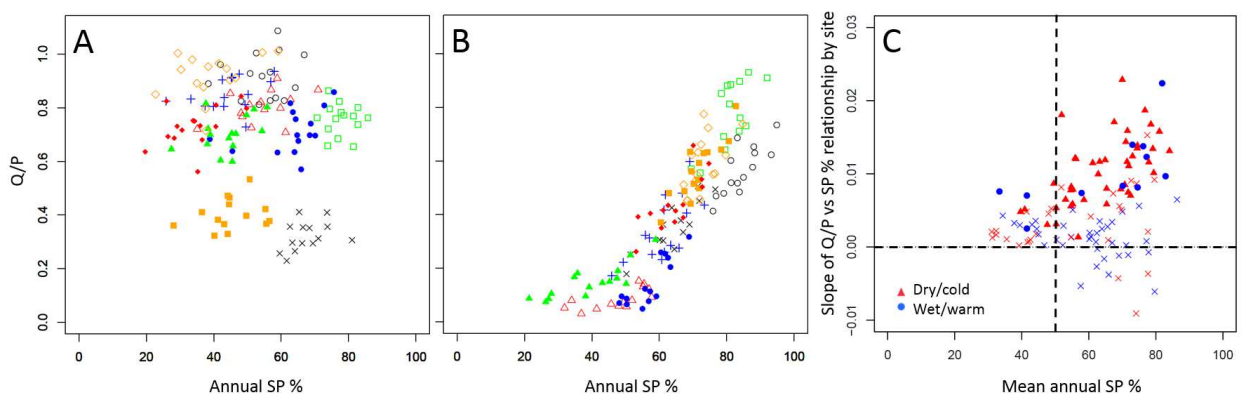 A
Q/P
0.0
0.2
0.4
0.6
0.8
1.0
0
20
40
60
80
100
Annual SP %
B
0
20
40
60
80
100
Annual SP %
C
Slope of Q/P vs SP % relationship by site
-0.01
0.00
0.01
0.02
0.03
Dry/cold
Wet/warm
0
20
40
60
80
100
Mean annual SP %